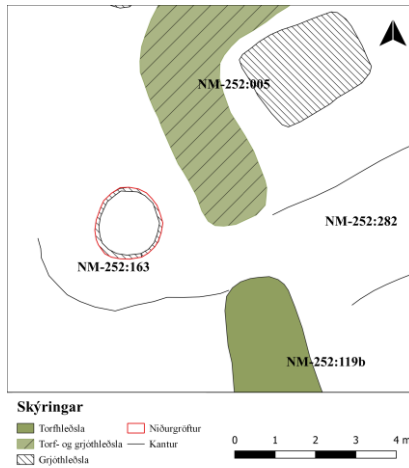 NM-252:005
NM-252:282
NM-252:163
NM-252:119b
Skýringar
Torfhleðsla
Niðurgröftur
Torf- og grjóthleðsla
Kantur
Grjóthleðsla
0 1 2 3 4 m